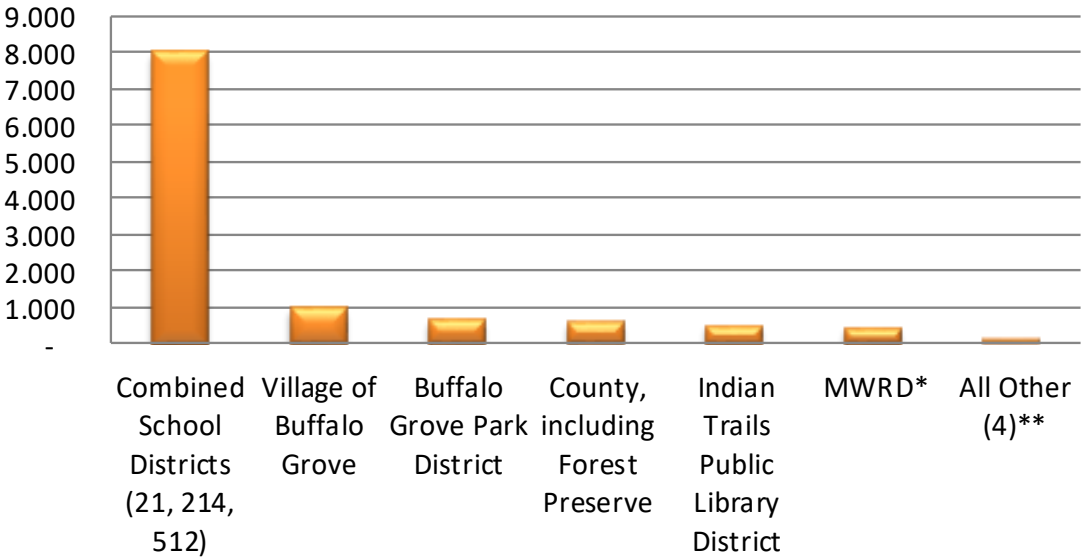 9.000
8.000
7.000
6.000
5.000
4.000
3.000
2.000
1.000
-
Combined
School
Districts
(21, 214,
512)
Village of
Buffalo
Grove
Buffalo
Grove Park
District
County,
including
Forest
Preserve
Indian
Trails
Public
Library
District
MWRD*
All Other
(4)**